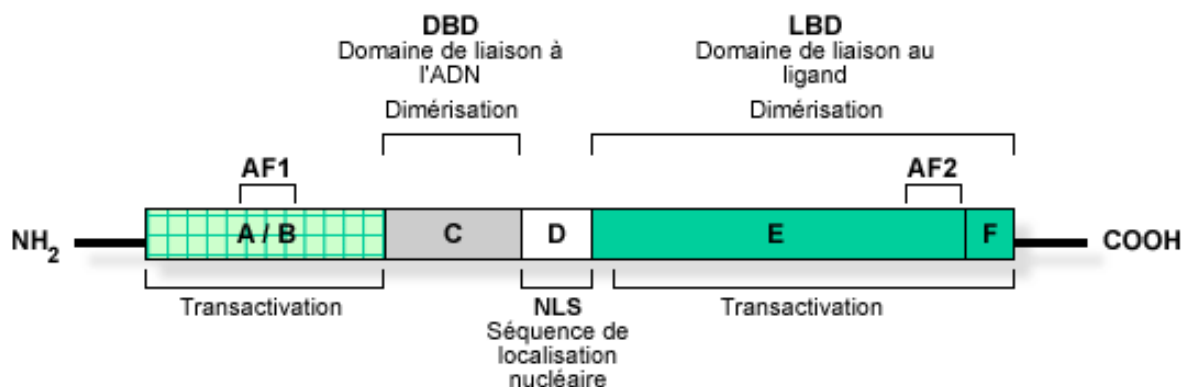 DBD
Domaine de liaison à
l'ADN
Dimérisation
LBD
Domaine de liaison au
ligand
Dimérisation
AF1
AF2
NH2
A / B
C
D
E
F
COOH
Transactivation
NLS
Séquence de
localisation
nucléaire
Transactivation